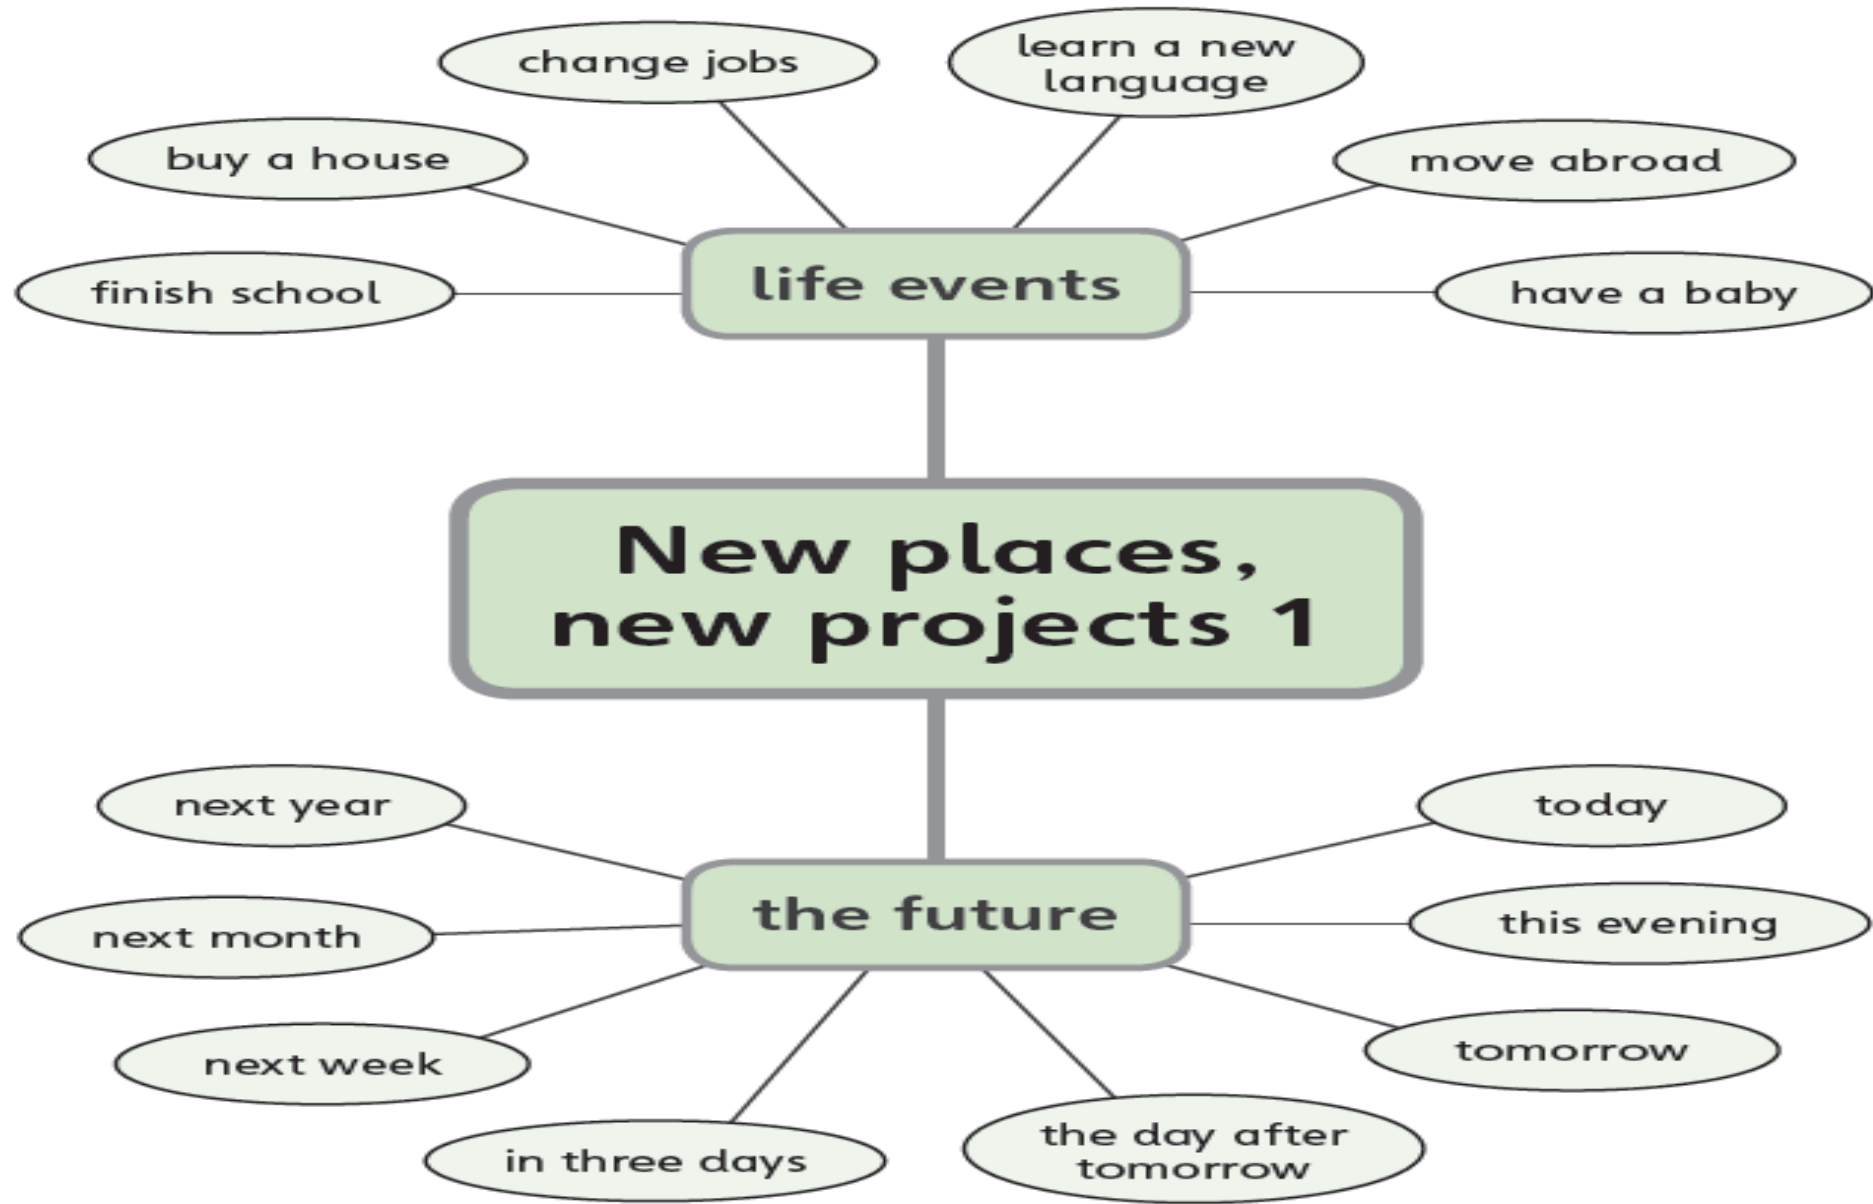 change jobs
learn a new
language
buy a house
move abroad
finish school
life events
have a baby
New places,
new projects 1
next year
today
next month
the future
this evening
next week
tomorrow
in three days
the day after
tomorrow